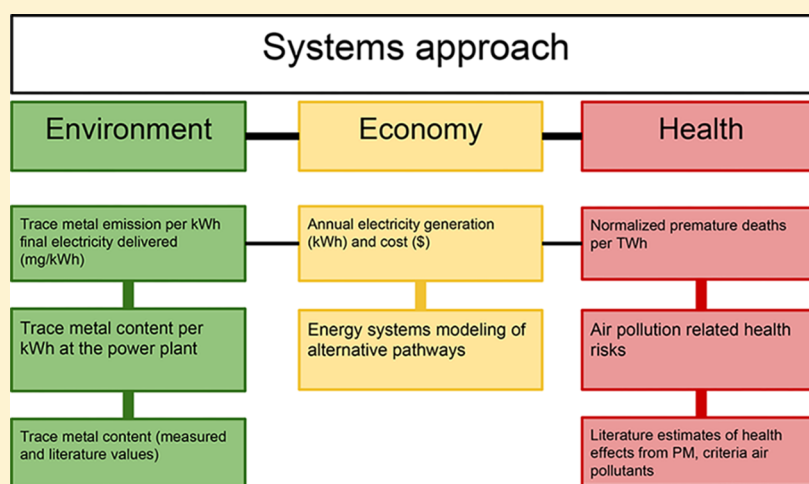 Systems approach
Environment
Economy
Health
Trace metal emission per kWh
final electricity delivered
(mg/kWh)
Annual electricity generation
(kWh) and cost ($)
Normalized premature deaths
per TWh
Trace metal content per
kWh at the power plant
Energy systems modeling of
alternative pathways
Air pollution related health
risks
Trace metal content (measured
and literature values)
Literature estimates of health
effects from PM, criteria air
pollutants